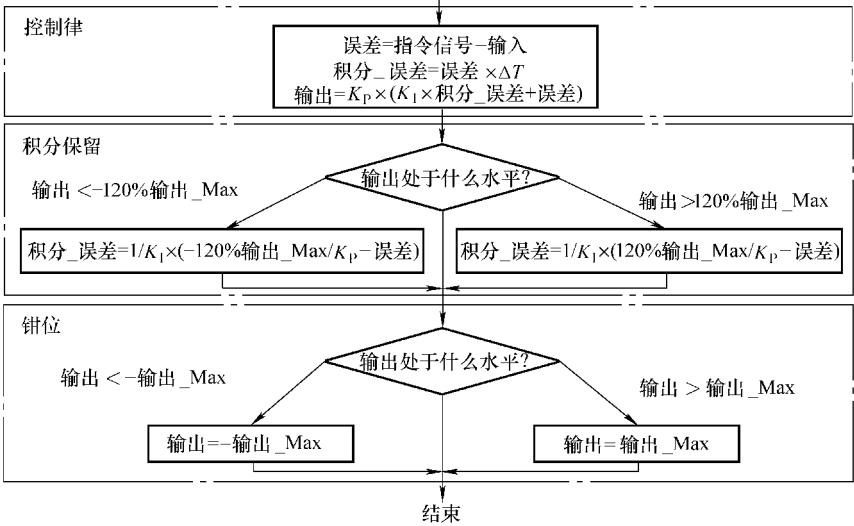 控制律
误差=指令信号-输入
积分_误差=误差×ΔT
输出=KP×(KI×积分_误差+误差)
积分保留
输出处于什么水平?
输出<-120%输出_Max
输出>120%输出_Max
积分_误差=1/KI×(-120%输出_Max/KP-误差)
积分_误差=1/KI×(120%输出_Max/KP-误差)
钳位
输出处于什么水平?
输出<-输出_Max
输出>输出_Max
输出=-输出_Max
输出=输出_Max
结束